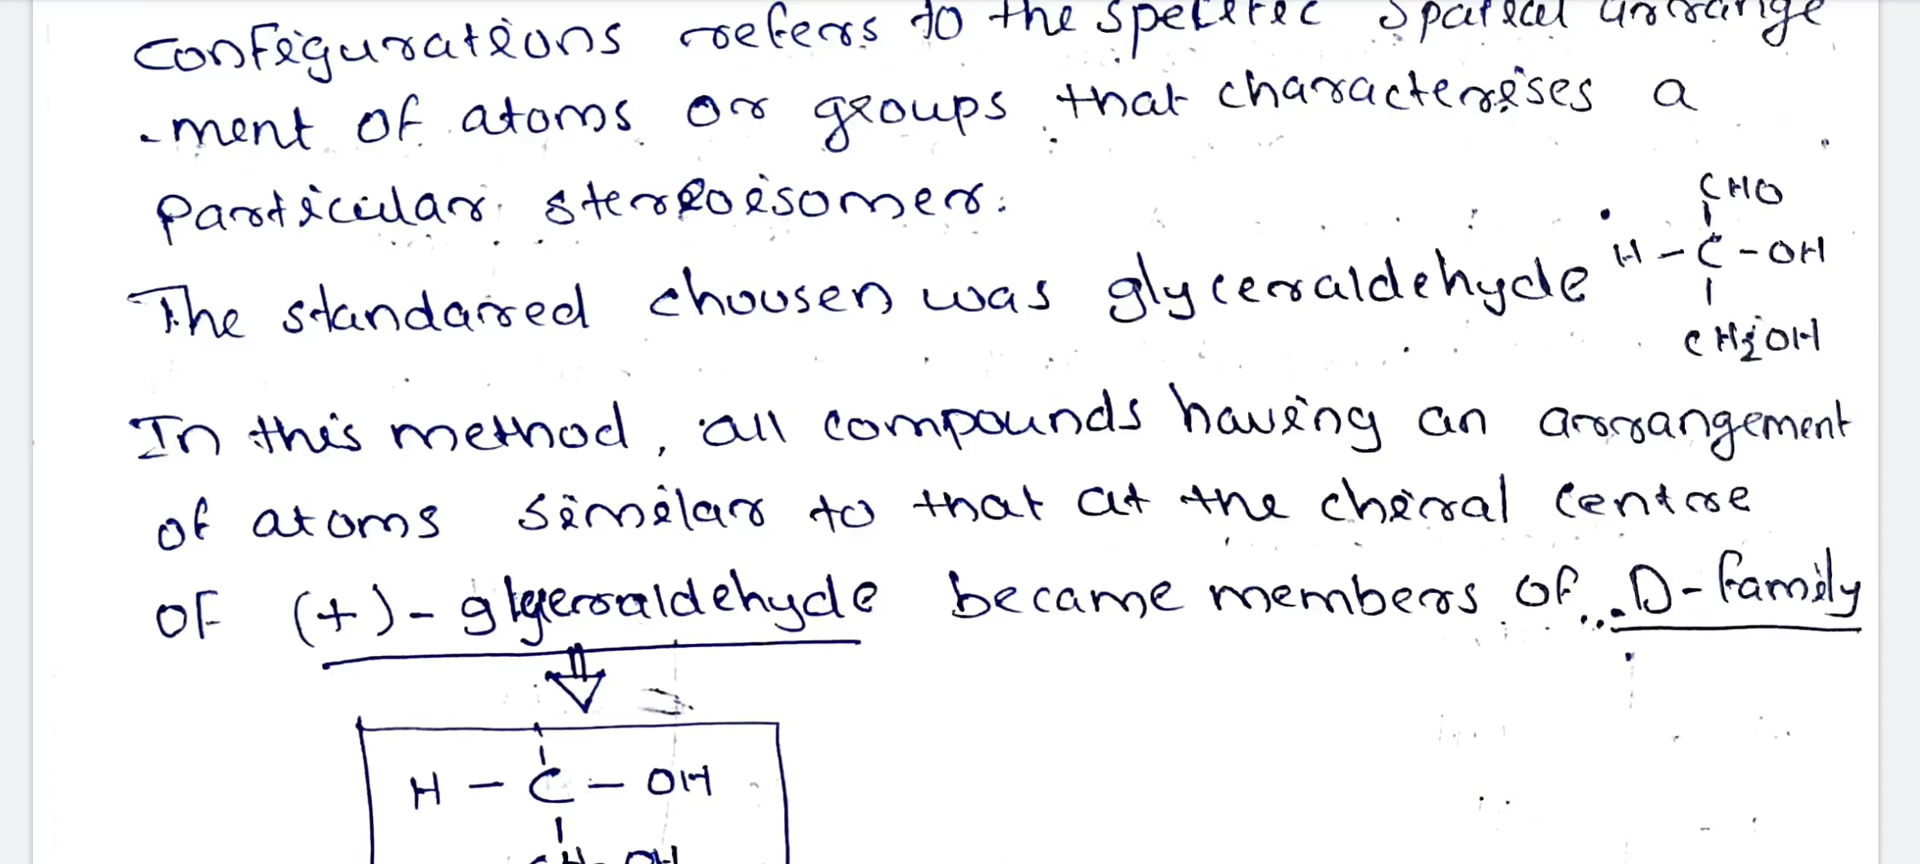 Configurations refers to the specific spatial arrange
-ment of atoms or groups that characterises a
particular stereoisomer.
CHO
H - C - OH
The standared chousen was glyceraldehyde
CH2OH
In this method, all compounds having an arrangement
of atoms similar to that at the chiral centre
of (+)- glyceraldehyde became members of D-family
H - C - OH
CH2OH